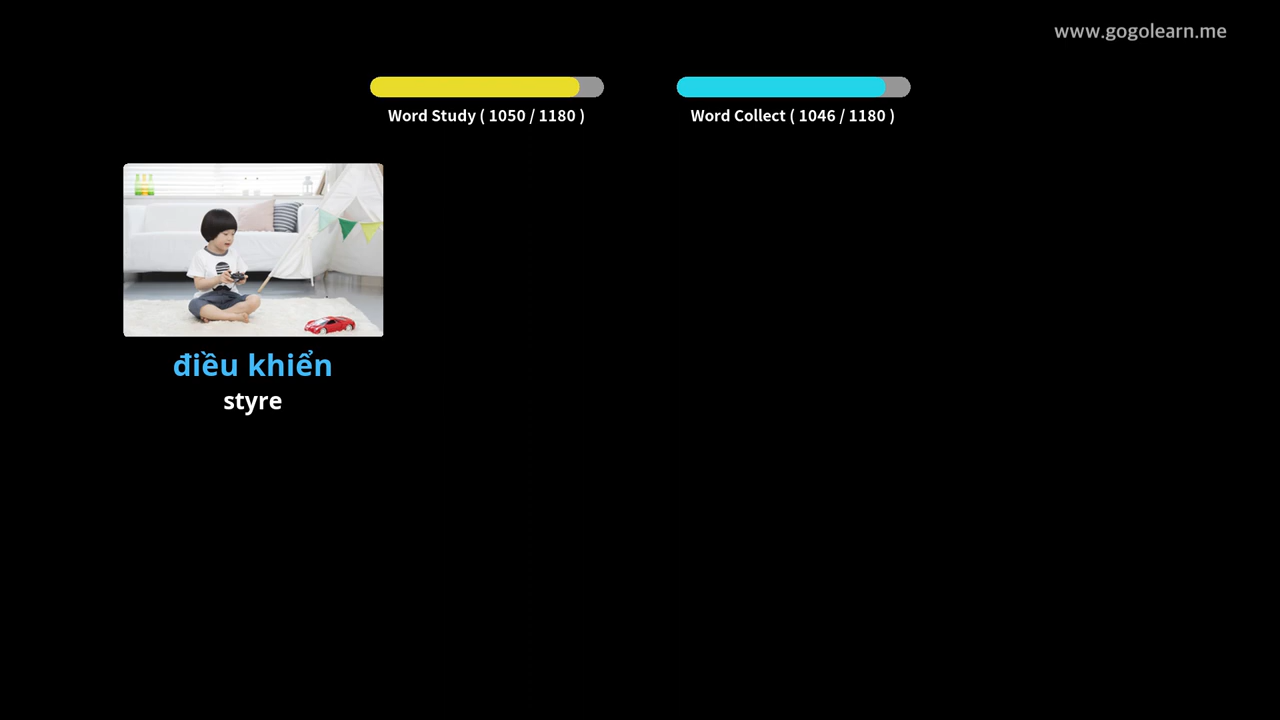 www.gogolearn.me
Word Study ( 1050 / 1180 )
Word Collect ( 1046 / 1180 )
điều khiển
styre